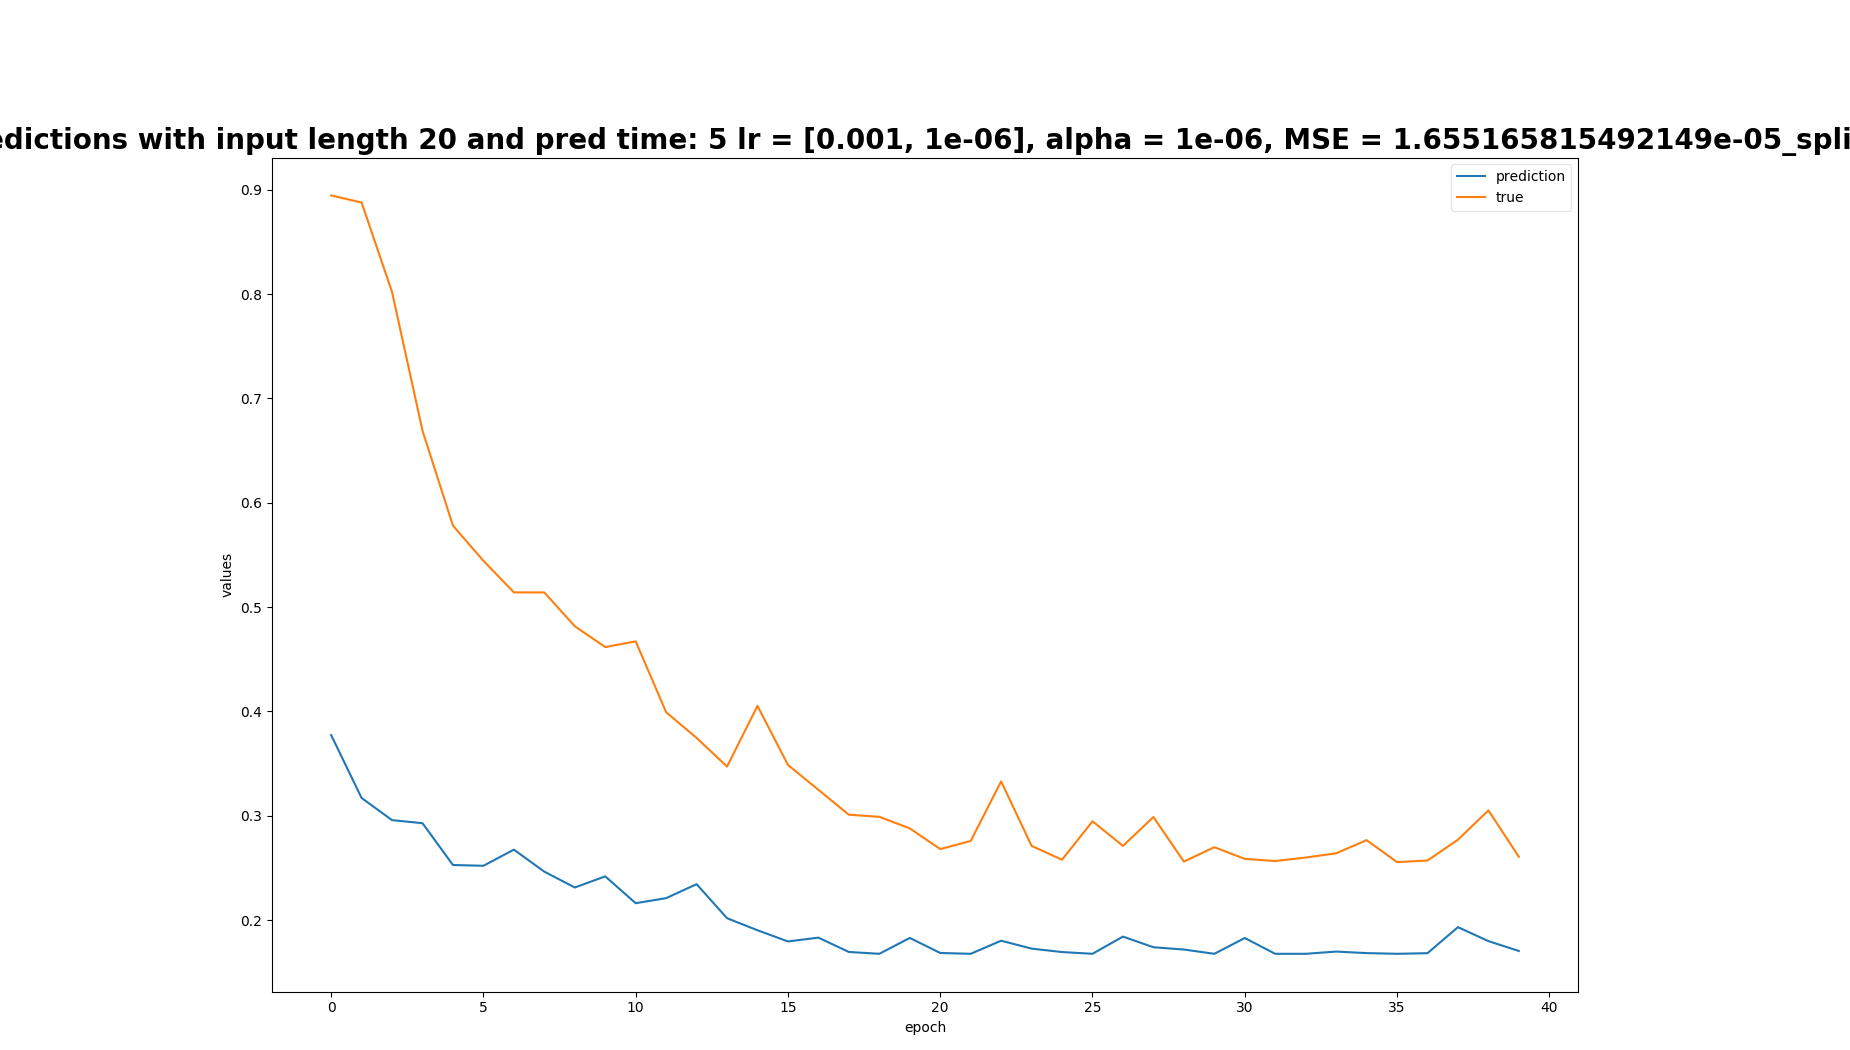 edictions with input length 20 and pred time: 5 lr = [0.001, 1e-06], alpha = 1e-06, MSE = 1.655165815492149e-05_spli
prediction
true
0.9
0.8
0.7
0.6
0.5
0.4
0.3
0.2
values
0 5 10 15 20 25 30 35 40
epoch